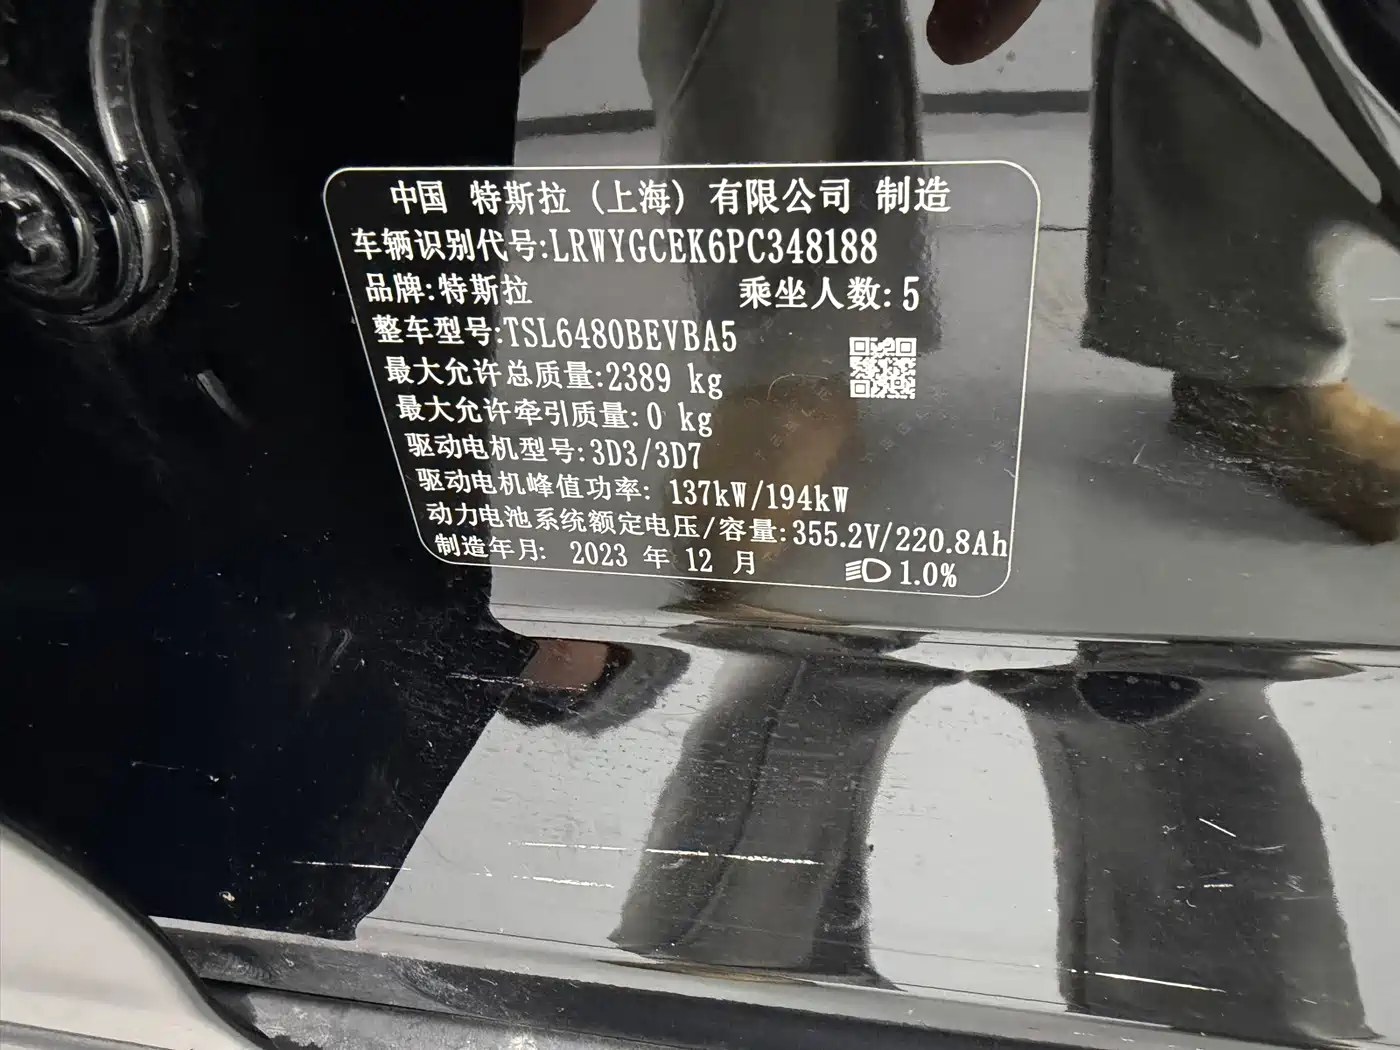 中国 特斯拉（上海）有限公司 制造
车辆识别代号:LRWYGCEK6PC348188
品牌:特斯拉 乘坐人数:5
整车型号:TSL6480BEVBA5
最大允许总质量:2389 kg
最大允许牵引质量:0 kg
驱动电机型号:3D3/3D7
驱动电机峰值功率: 137kW/194kW
动力电池系统额定电压/容量:355.2V/220.8Ah
制造年月: 2023 年 12 月 1.0%